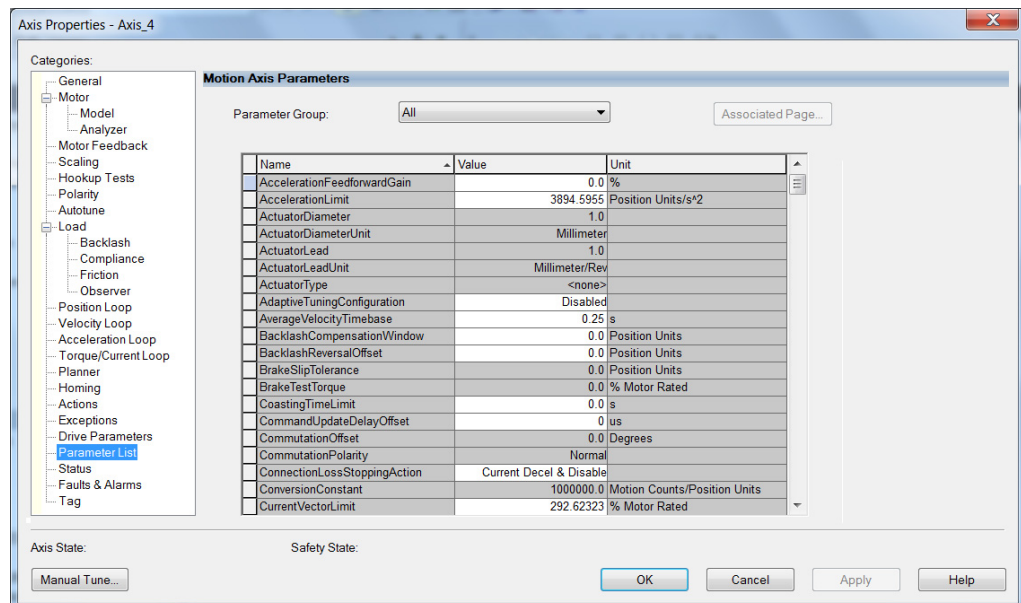 Axis Properties - Axis_4
X
Categories:
General
Motor
Model
Analyzer
Motor Feedback
Scaling
Hookup Tests
Polarity
Autotune
Load
Backlash
Compliance
Friction
Observer
Position Loop
Velocity Loop
Acceleration Loop
Torque/Current Loop
Planner
Homing
Actions
Exceptions
Drive Parameters
Parameter List
Status
Faults & Alarms
Tag
Motion Axis Parameters
Parameter Group: All Associated Page...
Name Value Unit
AccelerationFeedforwardGain 0.0 %
AccelerationLimit 3894.5955 Position Units/s^2
ActuatorDiameter 1.0
ActuatorDiameterUnit Millimeter
ActuatorLead 1.0
ActuatorLeadUnit Millimeter/Rev
ActuatorType <none>
AdaptiveTuningConfiguration Disabled
AverageVelocityTimebase 0.25 s
BacklashCompensationWindow 0.0 Position Units
BacklashReversalOffset 0.0 Position Units
BrakeSlipTolerance 0.0 Position Units
BrakeTestTorque 0.0 % Motor Rated
CoastingTimeLimit 0.0 s
CommandUpdateDelayOffset 0 us
CommutationOffset 0.0 Degrees
CommutationPolarity Normal
ConnectionLossStoppingAction Current Decel & Disable
ConversionConstant 1000000.0 Motion Counts/Position Units
CurrentVectorLimit 292.62323 % Motor Rated
Axis State: Safety State:
Manual Tune... OK Cancel Apply Help